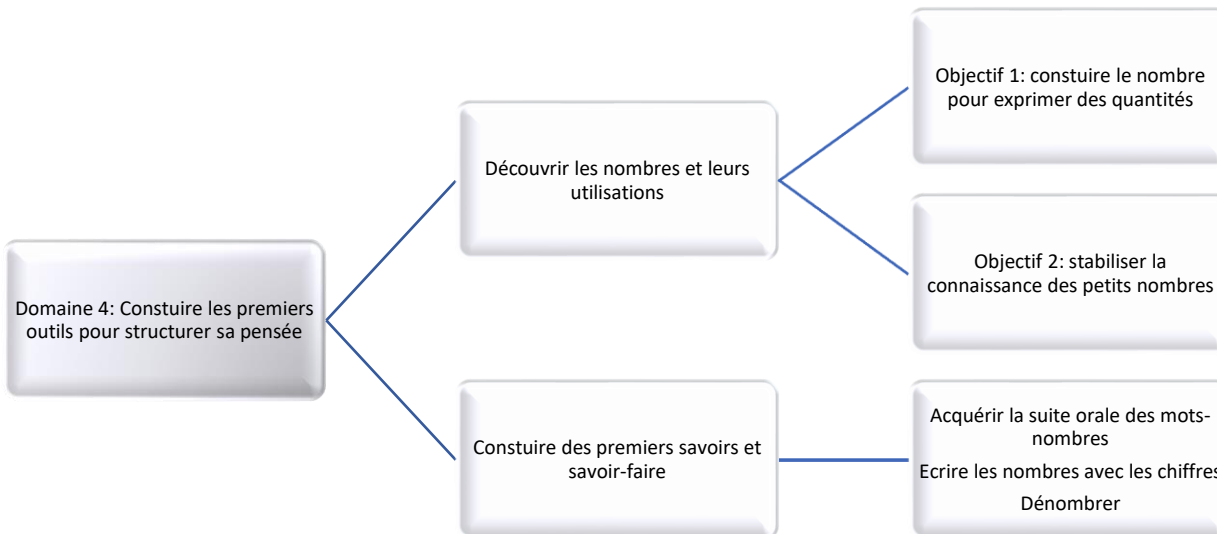 Domaine 4: Constuire les premiers
outils pour structurer sa pensée
Découvrir les nombres et leurs
utilisations
Objectif 1: constuire le nombre
pour exprimer des quantités
Objectif 2: stabiliser la
connaissance des petits nombres
Constuire des premiers savoirs et
savoir-faire
Acquérir la suite orale des mots-
nombres
Ecrire les nombres avec les chiffres
Dénombrer